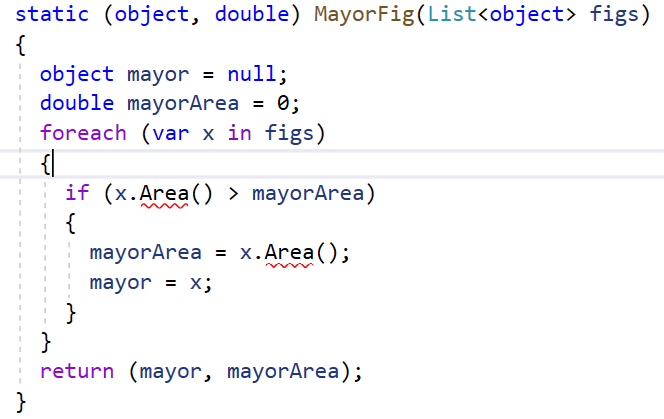 static (object, double) MayorFig(List<object> figs)
{
object mayor = null;
double mayorArea = 0;
foreach (var x in figs)
{
if (x.Area() > mayorArea)
{
mayorArea = x.Area();
mayor = x;
}
}
return (mayor, mayorArea);
}